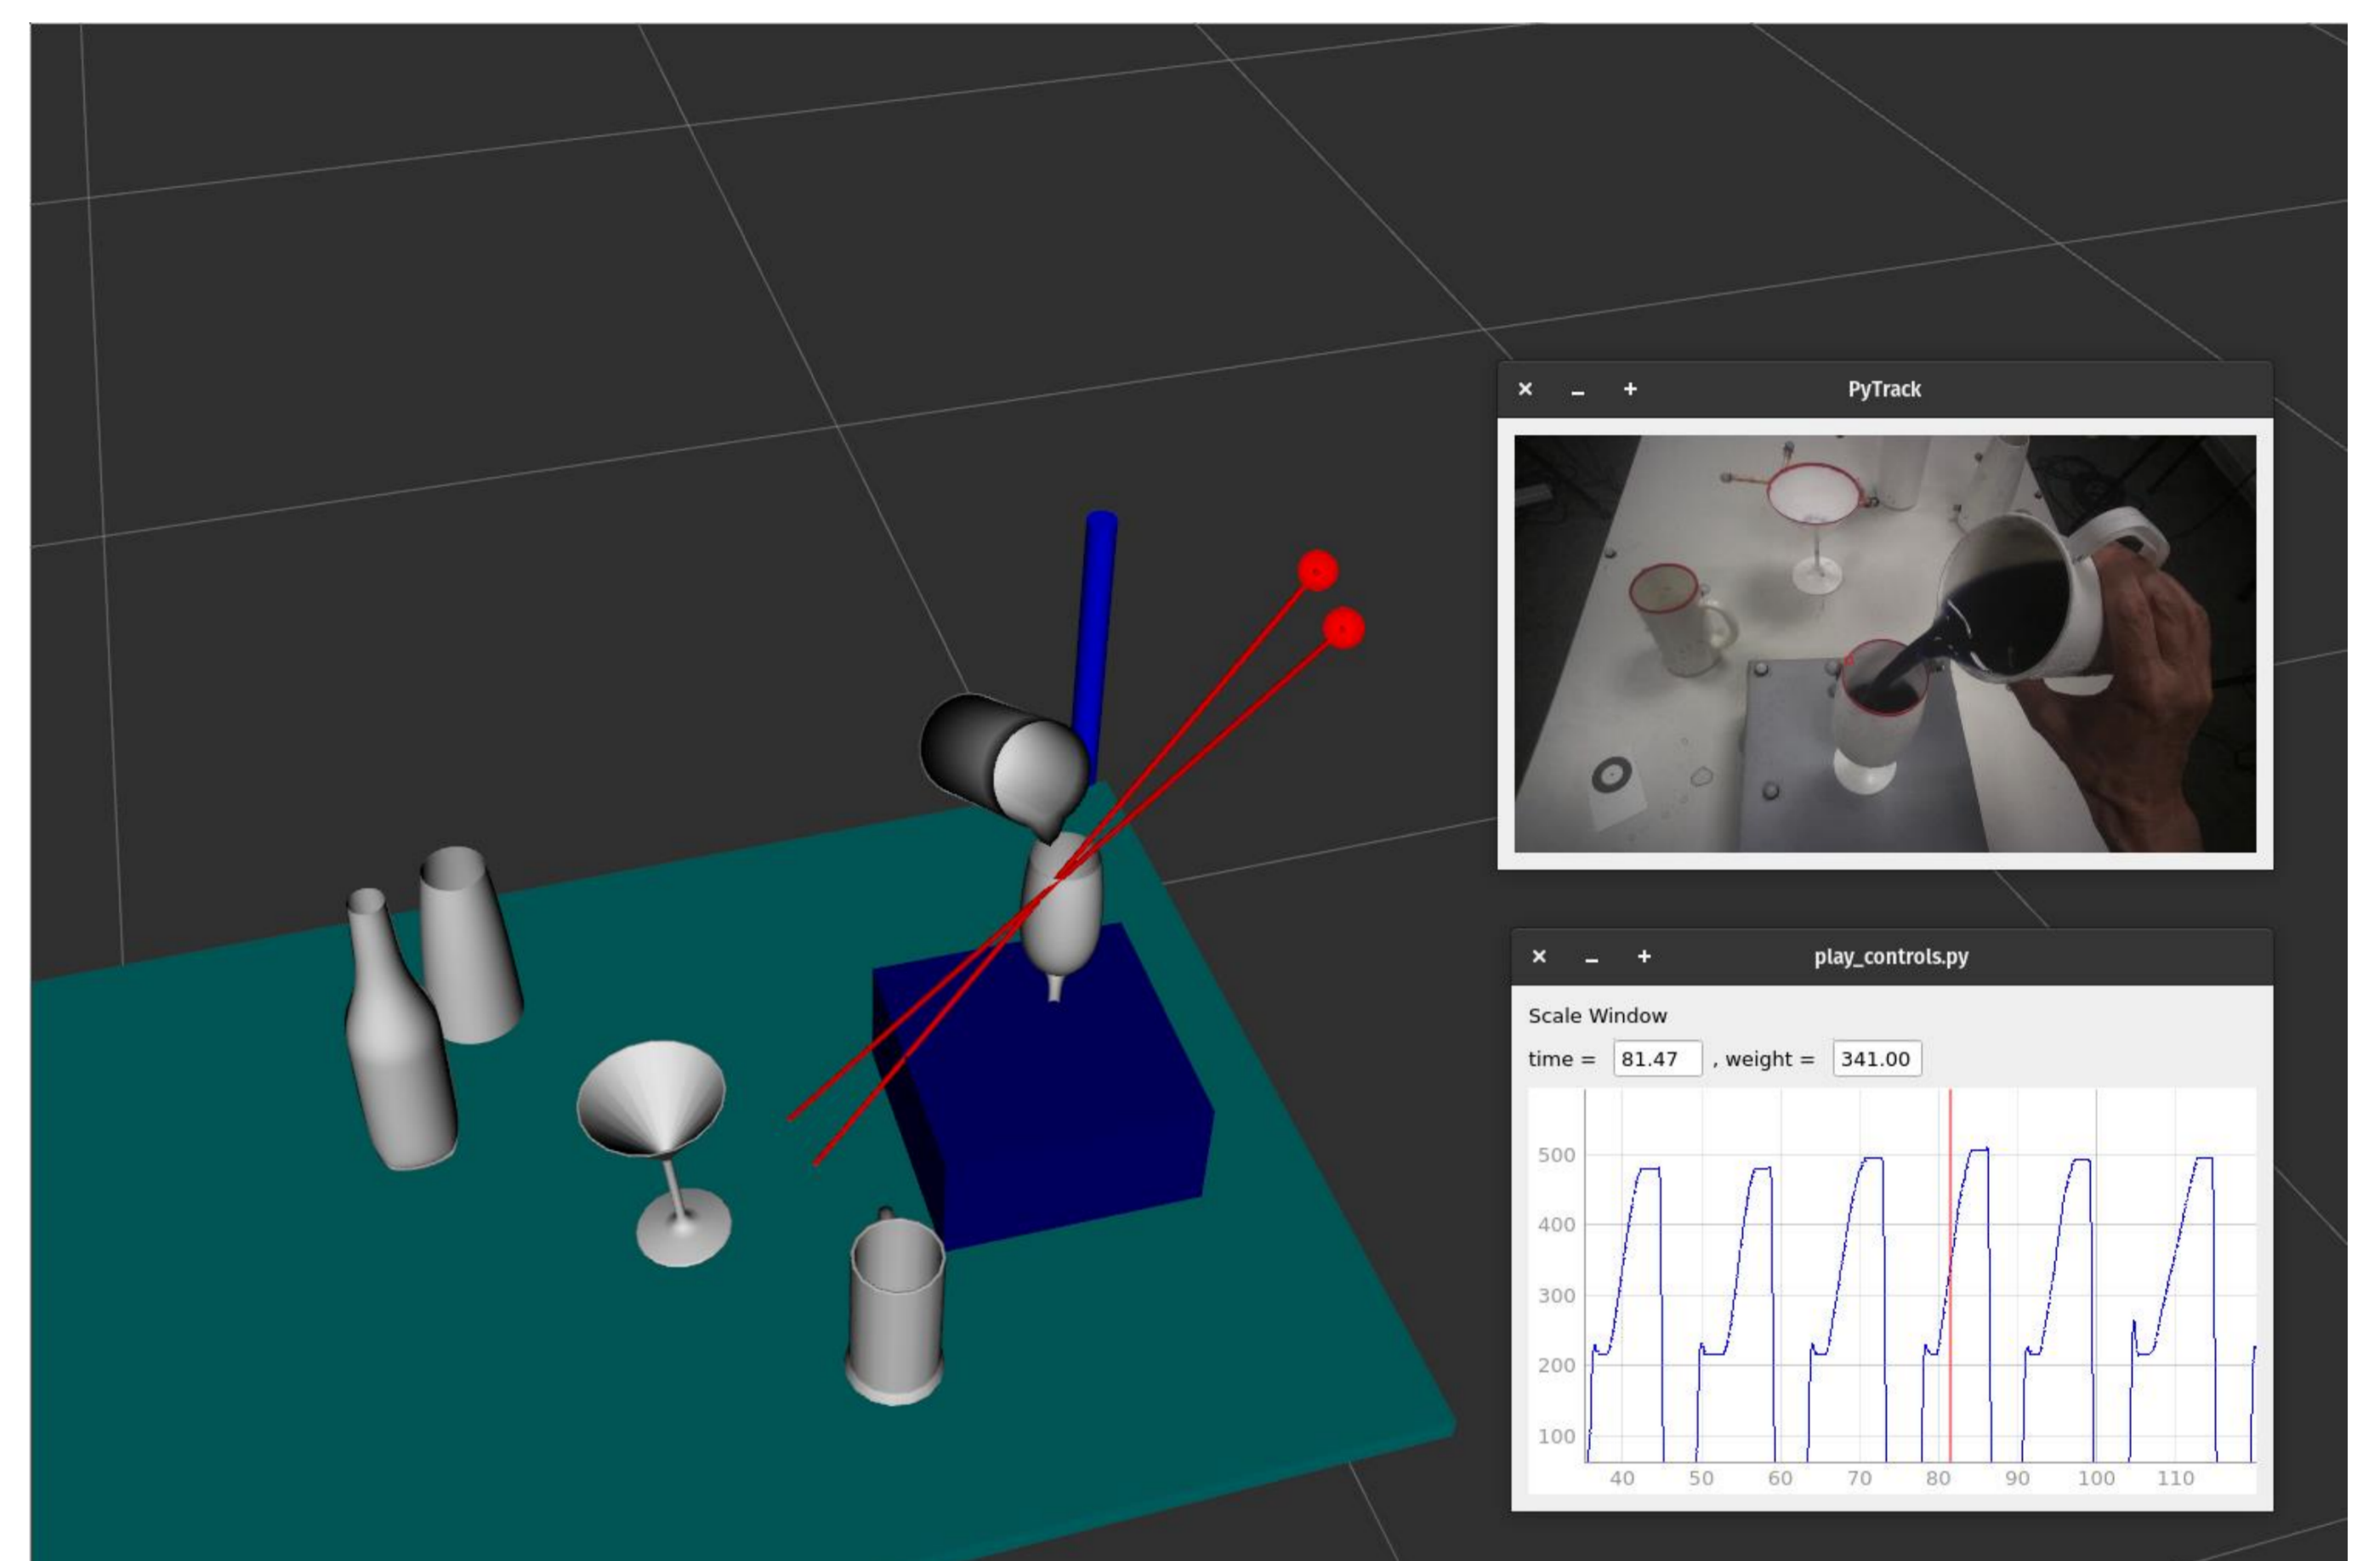 × – + PyTrack
× – + play_controls.py
Scale Window
time = 81.47 , weight = 341.00
500
400
300
200
100
40 50 60 70 80 90 100 110